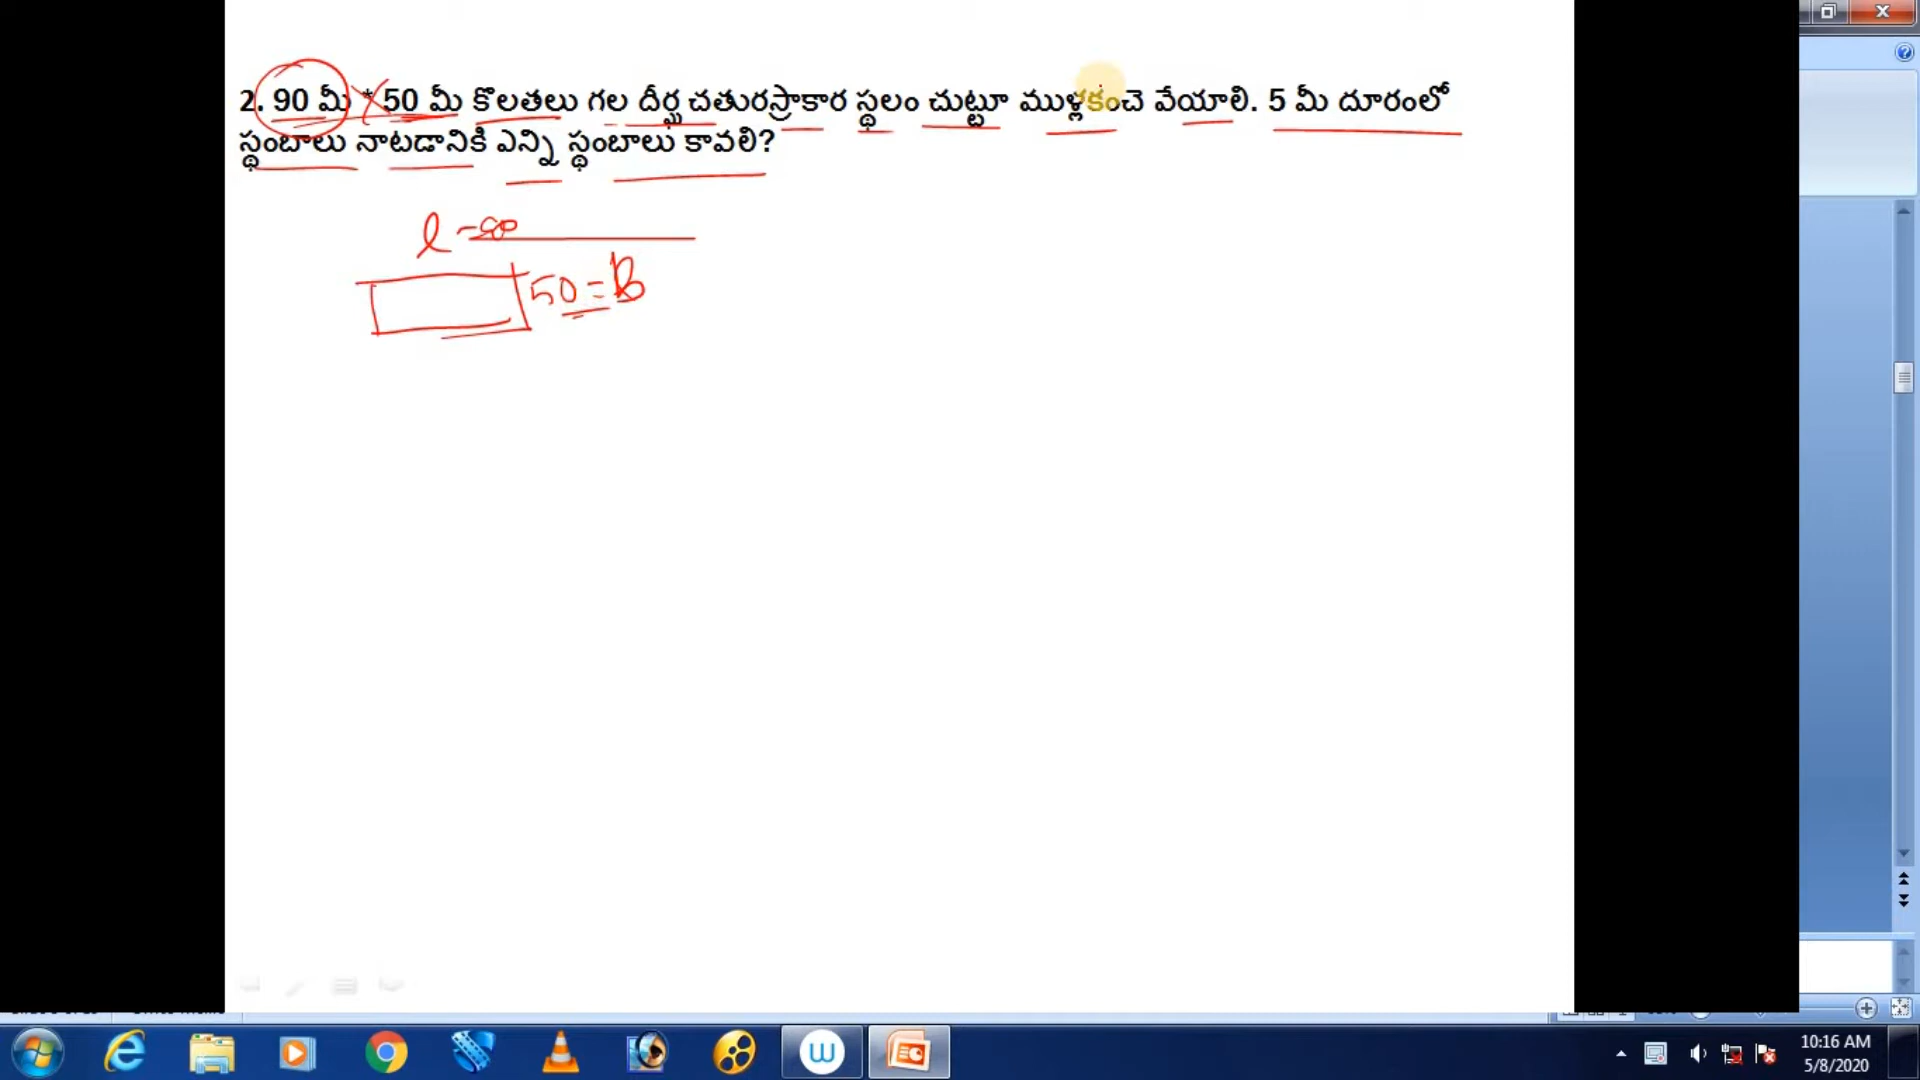 2. 90 మీ * 50 మీ కొలతలు గల దీర్ఘ చతురస్రాకార స్థలం చుట్టూ ముళ్లకంచె వేయాలి. 5 మీ దూరంలో
స్థంబాలు నాటడానికి ఎన్ని స్థంబాలు కావలి?
l - 90
50 = B
10:16 AM
5/8/2020